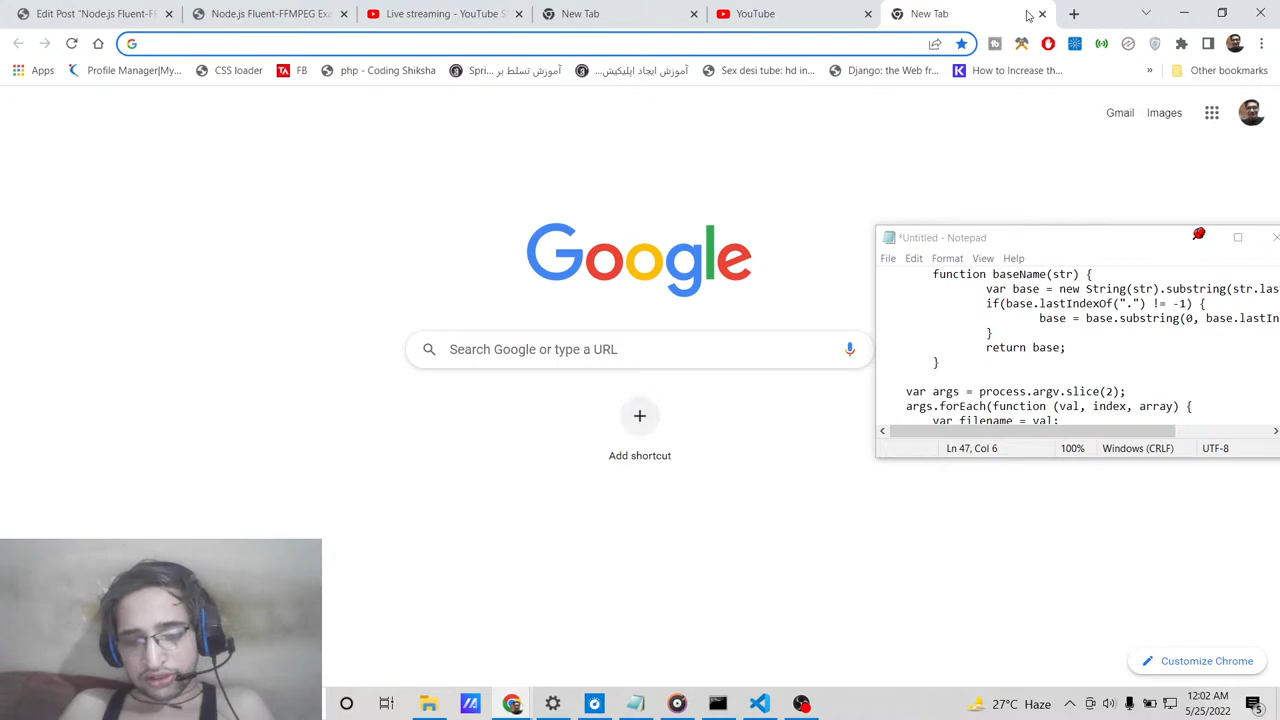 Edit Post “Node.js Fluent-FF
Node.js Fluent-FFMPEG Exa
Live streaming - YouTube S
New Tab
YouTube
New Tab
Apps
Profile Manager|My...
CSS loader
FB
php - Coding Shiksha
آموزش تسلط بر Spri...
آموزش ایجاد اپلیکیش...
Sex desi tube: hd in...
Django: the Web fr...
How to Increase th...
»
Other bookmarks
Gmail
Images
Google
Search Google or type a URL
Add shortcut
*Untitled - Notepad
File Edit Format View Help
function baseName(str) {
var base = new String(str).substring(str.las
if(base.lastIndexOf(".") != -1) {
base = base.substring(0, base.lastIn
}
return base;
}
var args = process.argv.slice(2);
args.forEach(function (val, index, array) {
var filename = val;
Ln 47, Col 6
100%
Windows (CRLF)
UTF-8
Customize Chrome
27°C Haze
12:02 AM
5/25/2022
5